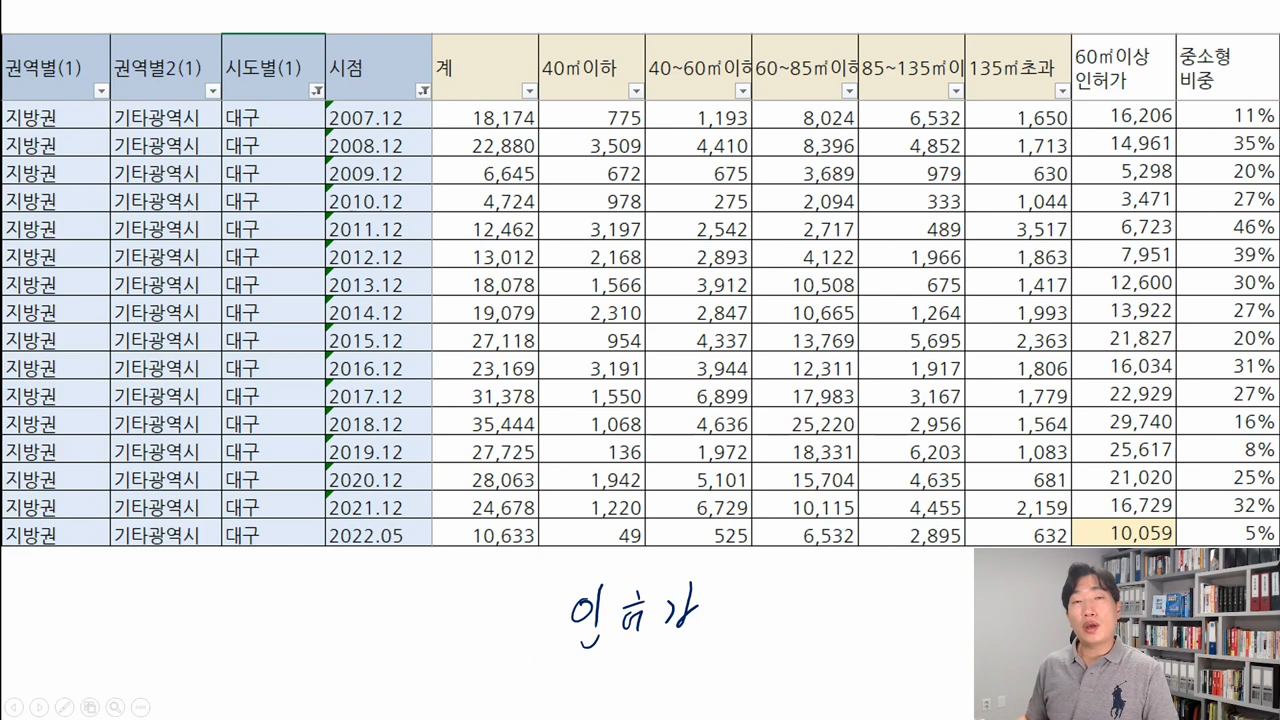 권역별(1) 권역별2(1) 시도별(1) 시점 계 40㎡이하 40~60㎡이하 60~85㎡이하 85~135㎡이 135㎡초과 60㎡이상 인허가 중소형 비중
지방권 기타광역시 대구 2007.12 18,174 775 1,193 8,024 6,532 1,650 16,206 11%
지방권 기타광역시 대구 2008.12 22,880 3,509 4,410 8,396 4,852 1,713 14,961 35%
지방권 기타광역시 대구 2009.12 6,645 672 675 3,689 979 630 5,298 20%
지방권 기타광역시 대구 2010.12 4,724 978 275 2,094 333 1,044 3,471 27%
지방권 기타광역시 대구 2011.12 12,462 3,197 2,542 2,717 489 3,517 6,723 46%
지방권 기타광역시 대구 2012.12 13,012 2,168 2,893 4,122 1,966 1,863 7,951 39%
지방권 기타광역시 대구 2013.12 18,078 1,566 3,912 10,508 675 1,417 12,600 30%
지방권 기타광역시 대구 2014.12 19,079 2,310 2,847 10,665 1,264 1,993 13,922 27%
지방권 기타광역시 대구 2015.12 27,118 954 4,337 13,769 5,695 2,363 21,827 20%
지방권 기타광역시 대구 2016.12 23,169 3,191 3,944 12,311 1,917 1,806 16,034 31%
지방권 기타광역시 대구 2017.12 31,378 1,550 6,899 17,983 3,167 1,779 22,929 27%
지방권 기타광역시 대구 2018.12 35,444 1,068 4,636 25,220 2,956 1,564 29,740 16%
지방권 기타광역시 대구 2019.12 27,725 136 1,972 18,331 6,203 1,083 25,617 8%
지방권 기타광역시 대구 2020.12 28,063 1,942 5,101 15,704 4,635 681 21,020 25%
지방권 기타광역시 대구 2021.12 24,678 1,220 6,729 10,115 4,455 2,159 16,729 32%
지방권 기타광역시 대구 2022.05 10,633 49 525 6,532 2,895 632 10,059 5%
인허가